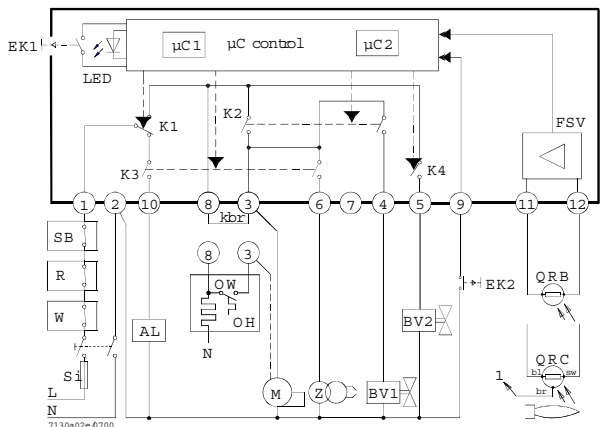 EK1
LED
µC1
µC control
µC2
K1
K2
FSV
K3
K4
1
2
10
8
3
6
7
4
5
9
11
12
kbr
SB
R
W
Si
L
N
AL
8
3
OW
OH
N
EK2
QRB
BV2
M
Z
BV1
QRC
bl
sw
br
1
7130a02e/0700